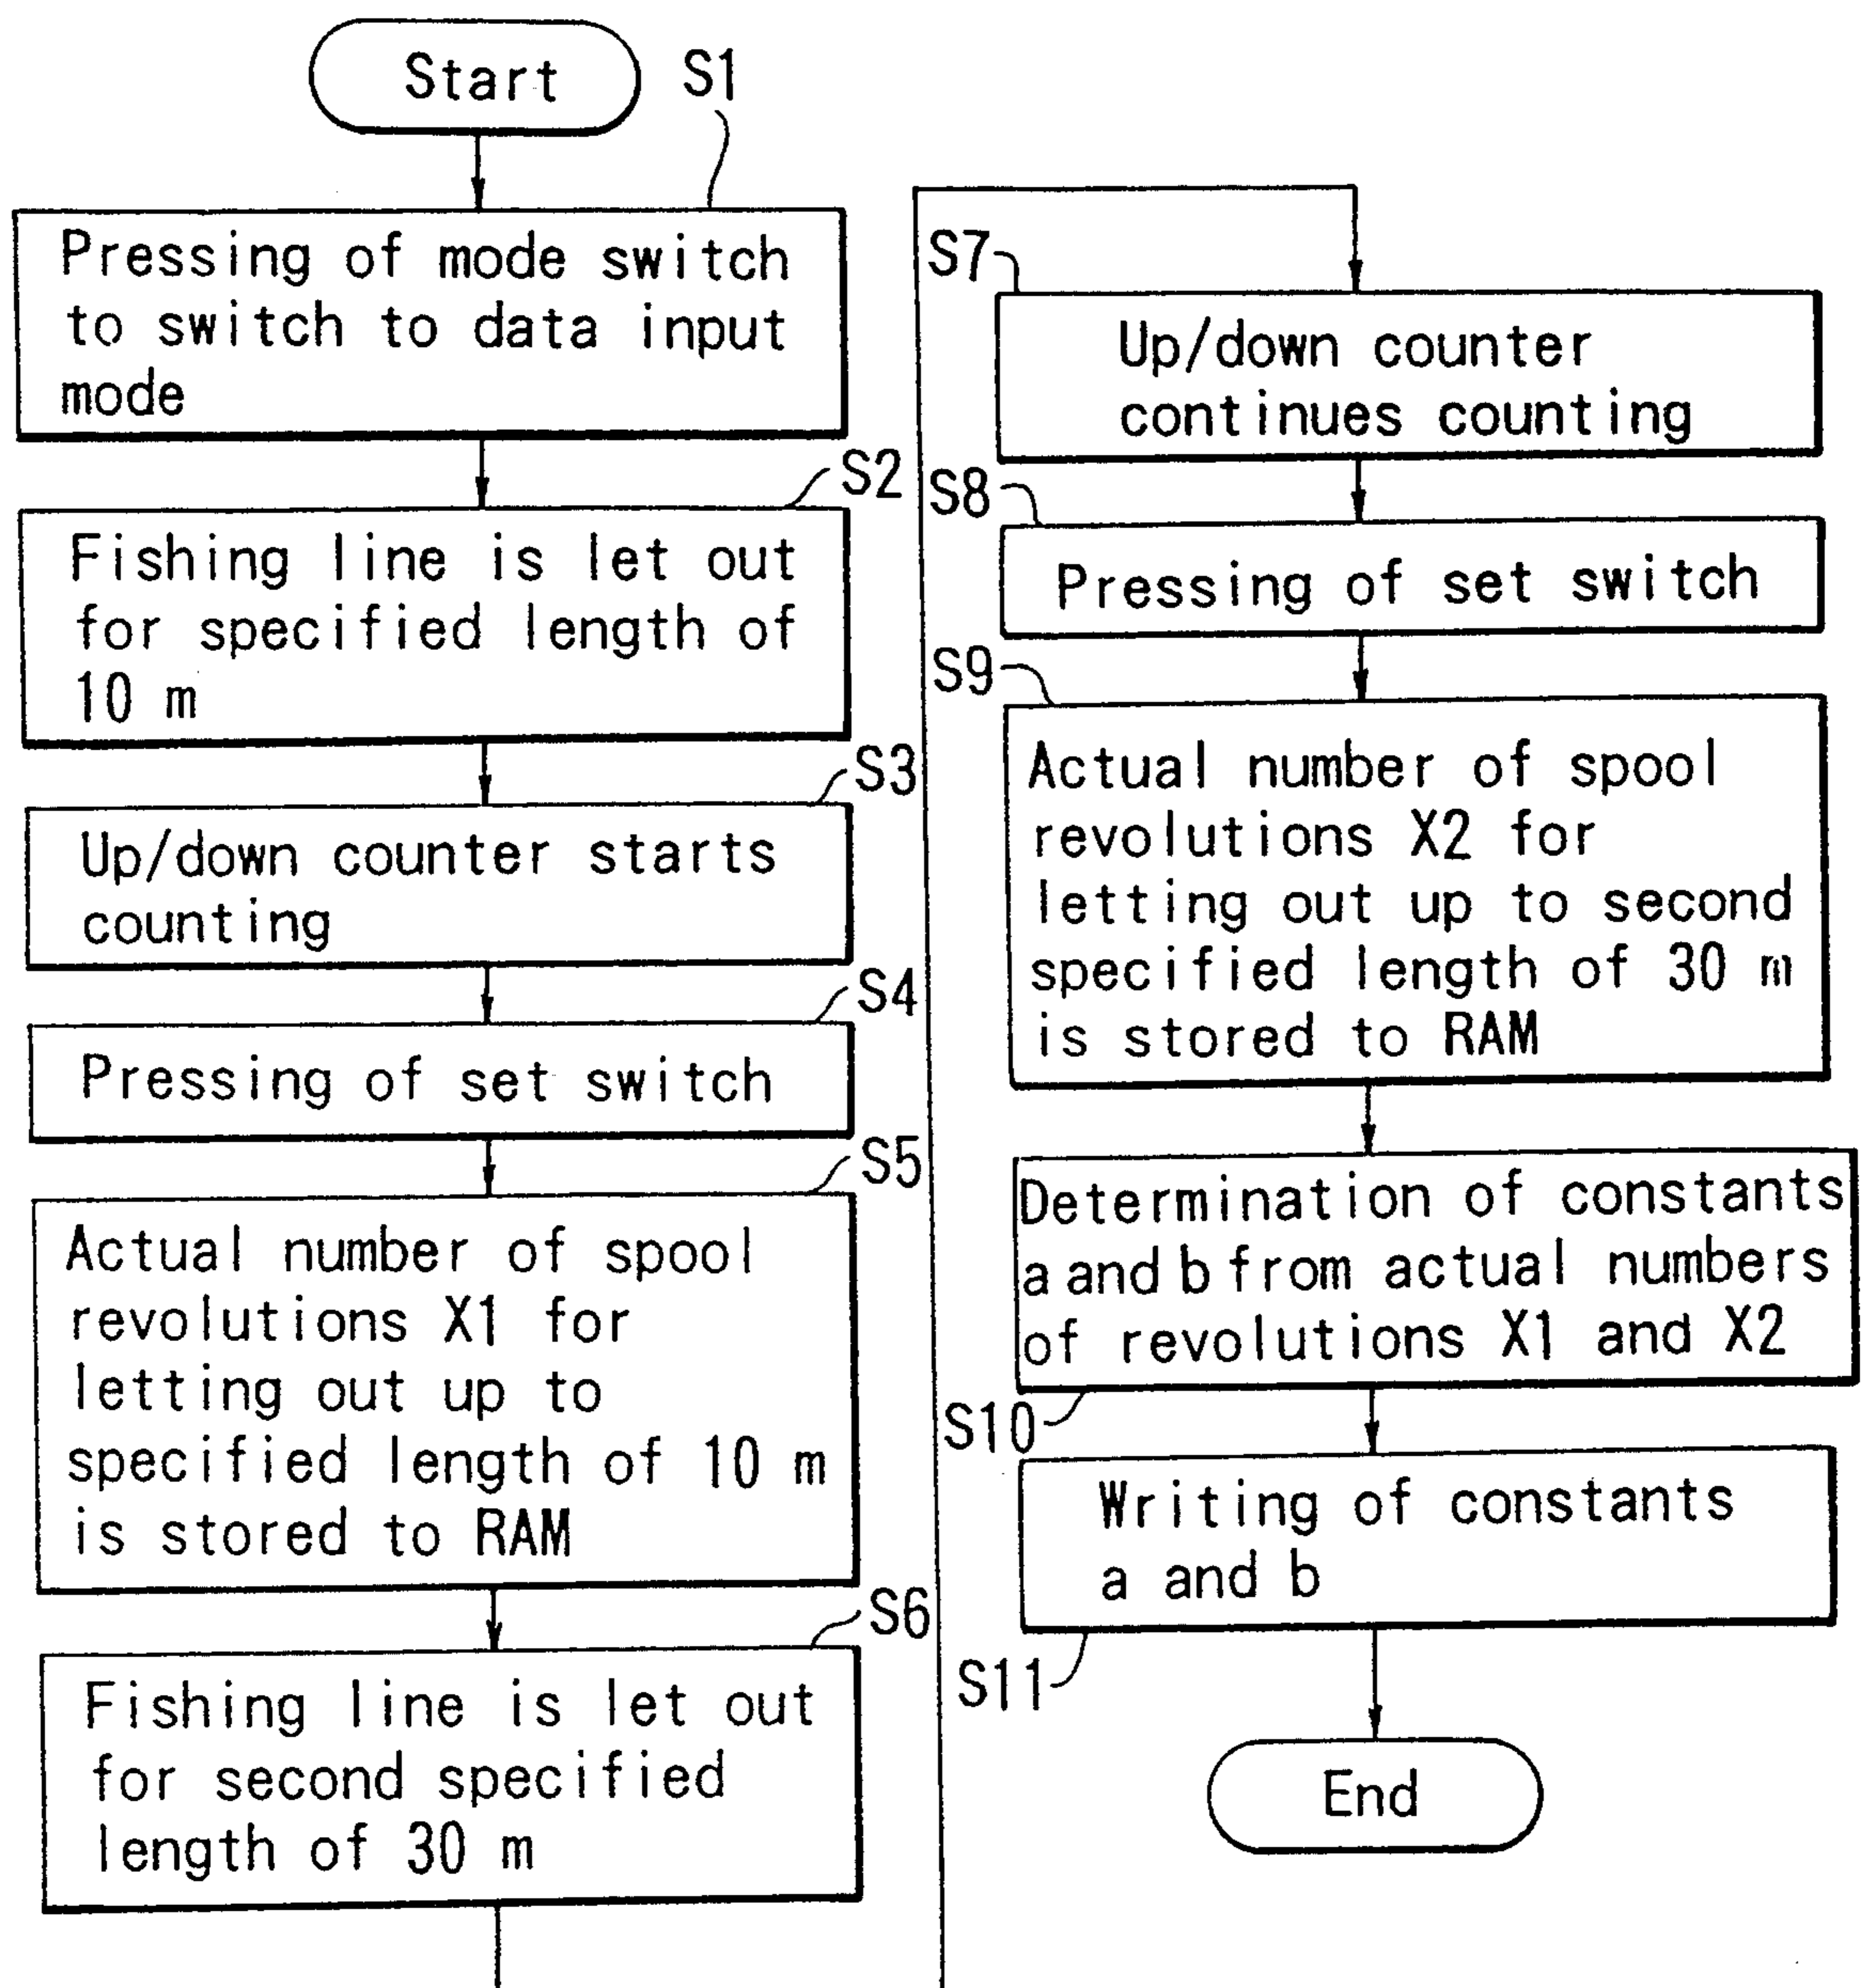 Start
S1
Pressing of mode switch
to switch to data input
mode
S2
Fishing line is let out
for specified length of
10 m
S3
Up/down counter starts
counting
S4
Pressing of set switch
S5
Actual number of spool
revolutions X1 for
letting out up to
specified length of 10 m
is stored to RAM
S6
Fishing line is let out
for second specified
length of 30 m
S7
Up/down counter
continues counting
S8
Pressing of set switch
S9
Actual number of spool
revolutions X2 for
letting out up to second
specified length of 30 m
is stored to RAM
Determination of constants
a and b from actual numbers
of revolutions X1 and X2
S10
Writing of constants
a and b
S11
End